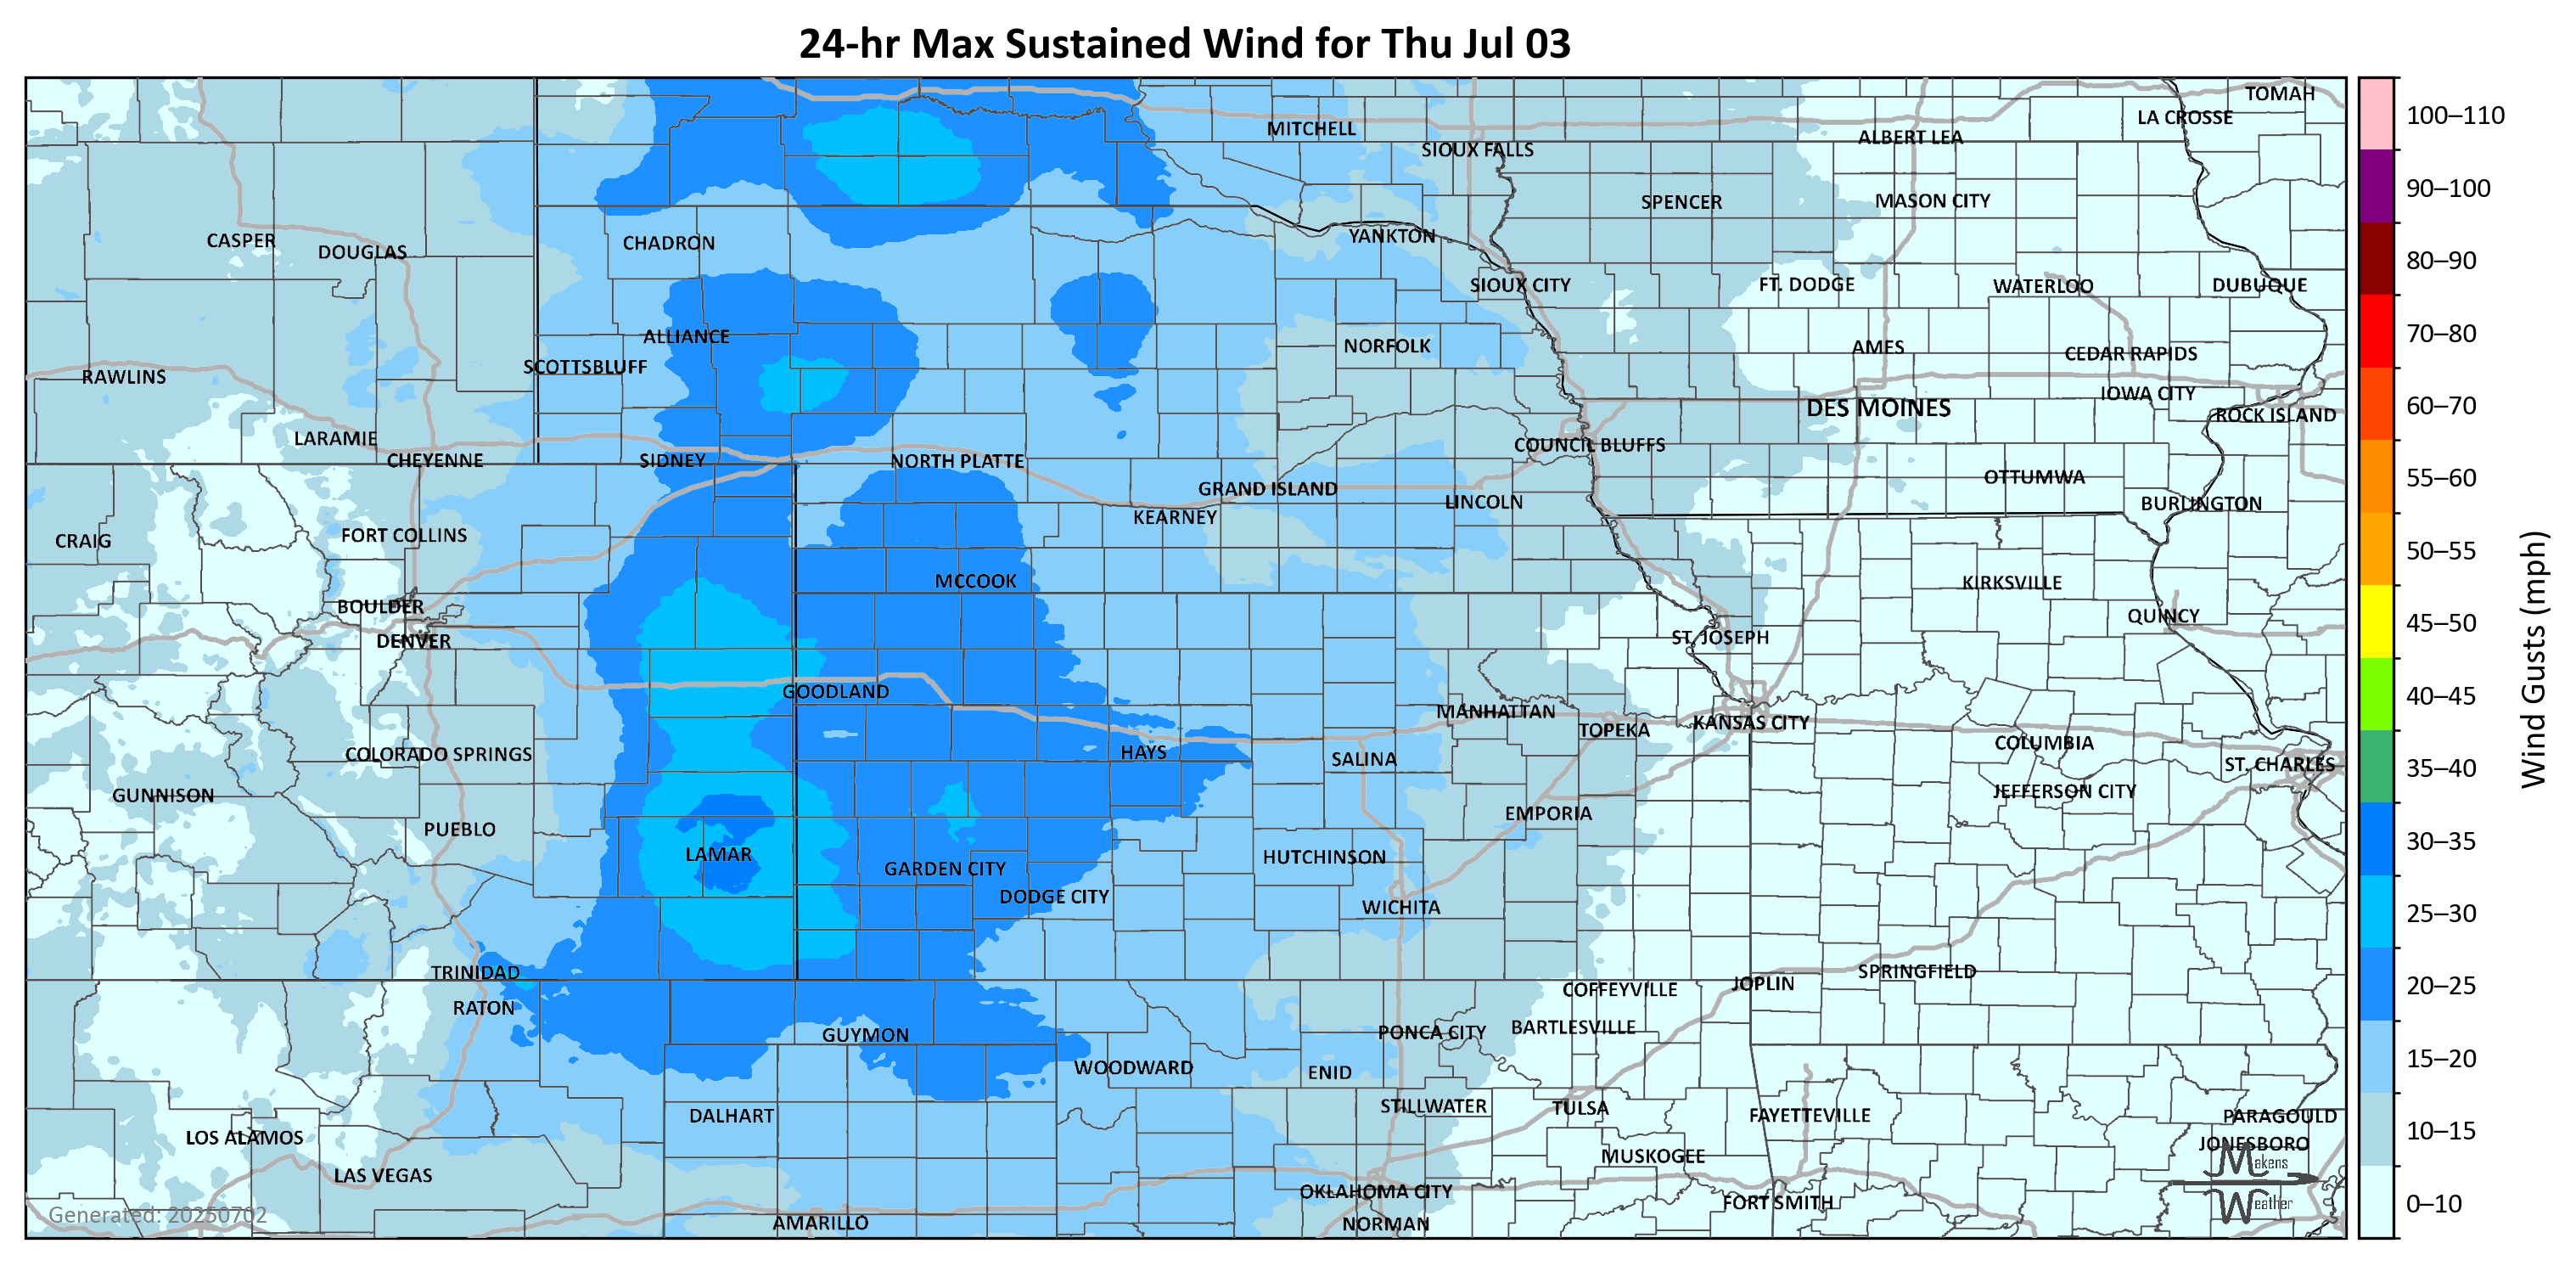 24-hr Max Sustained Wind for Thu Jul 03
TOMAH
LA CROSSE
MITCHELL
ALBERT LEA
SIOUX FALLS
SPENCER
MASON CITY
CASPER
DOUGLAS
CHADRON
YANKTON
SIOUX CITY
FT. DODGE
WATERLOO
DUBUQUE
ALLIANCE
NORFOLK
AMES
CEDAR RAPIDS
SCOTTSBLUFF
RAWLINS
IOWA CITY
DES MOINES
ROCK ISLAND
LARAMIE
COUNCIL BLUFFS
CHEYENNE
SIDNEY
NORTH PLATTE
OTTUMWA
GRAND ISLAND
LINCOLN
BURLINGTON
KEARNEY
CRAIG
FORT COLLINS
MCCOOK
KIRKSVILLE
BOULDER
QUINCY
DENVER
ST. JOSEPH
GOODLAND
MANHATTAN
TOPEKA
KANSAS CITY
COLORADO SPRINGS
HAYS
SALINA
COLUMBIA
ST. CHARLES
GUNNISON
JEFFERSON CITY
PUEBLO
EMPORIA
LAMAR
GARDEN CITY
HUTCHINSON
DODGE CITY
WICHITA
TRINIDAD
SPRINGFIELD
JOPLIN
COFFEYVILLE
RATON
GUYMON
PONCA CITY
BARTLESVILLE
WOODWARD
ENID
DALHART
STILLWATER
TULSA
FAYETTEVILLE
PARAGOULD
LOS ALAMOS
JONESBORO
MUSKOGEE
LAS VEGAS
OKLAHOMA CITY
FORT SMITH
AMARILLO
NORMAN
Generated: 20250702
Makens
Weather
100–110
90–100
80–90
70–80
60–70
55–60
50–55
45–50
40–45
35–40
30–35
25–30
20–25
15–20
10–15
0–10
Wind Gusts (mph)